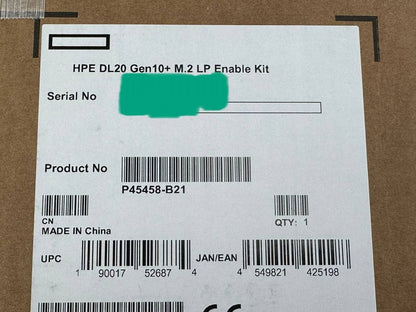 HPE DL20 Gen10+ M.2 LP Enable Kit
Serial No
Product No
P45458-B21
CN
QTY: 1
MADE IN China
UPC 1 90017 52687 4 JAN/EAN 4 549821 425198
CE